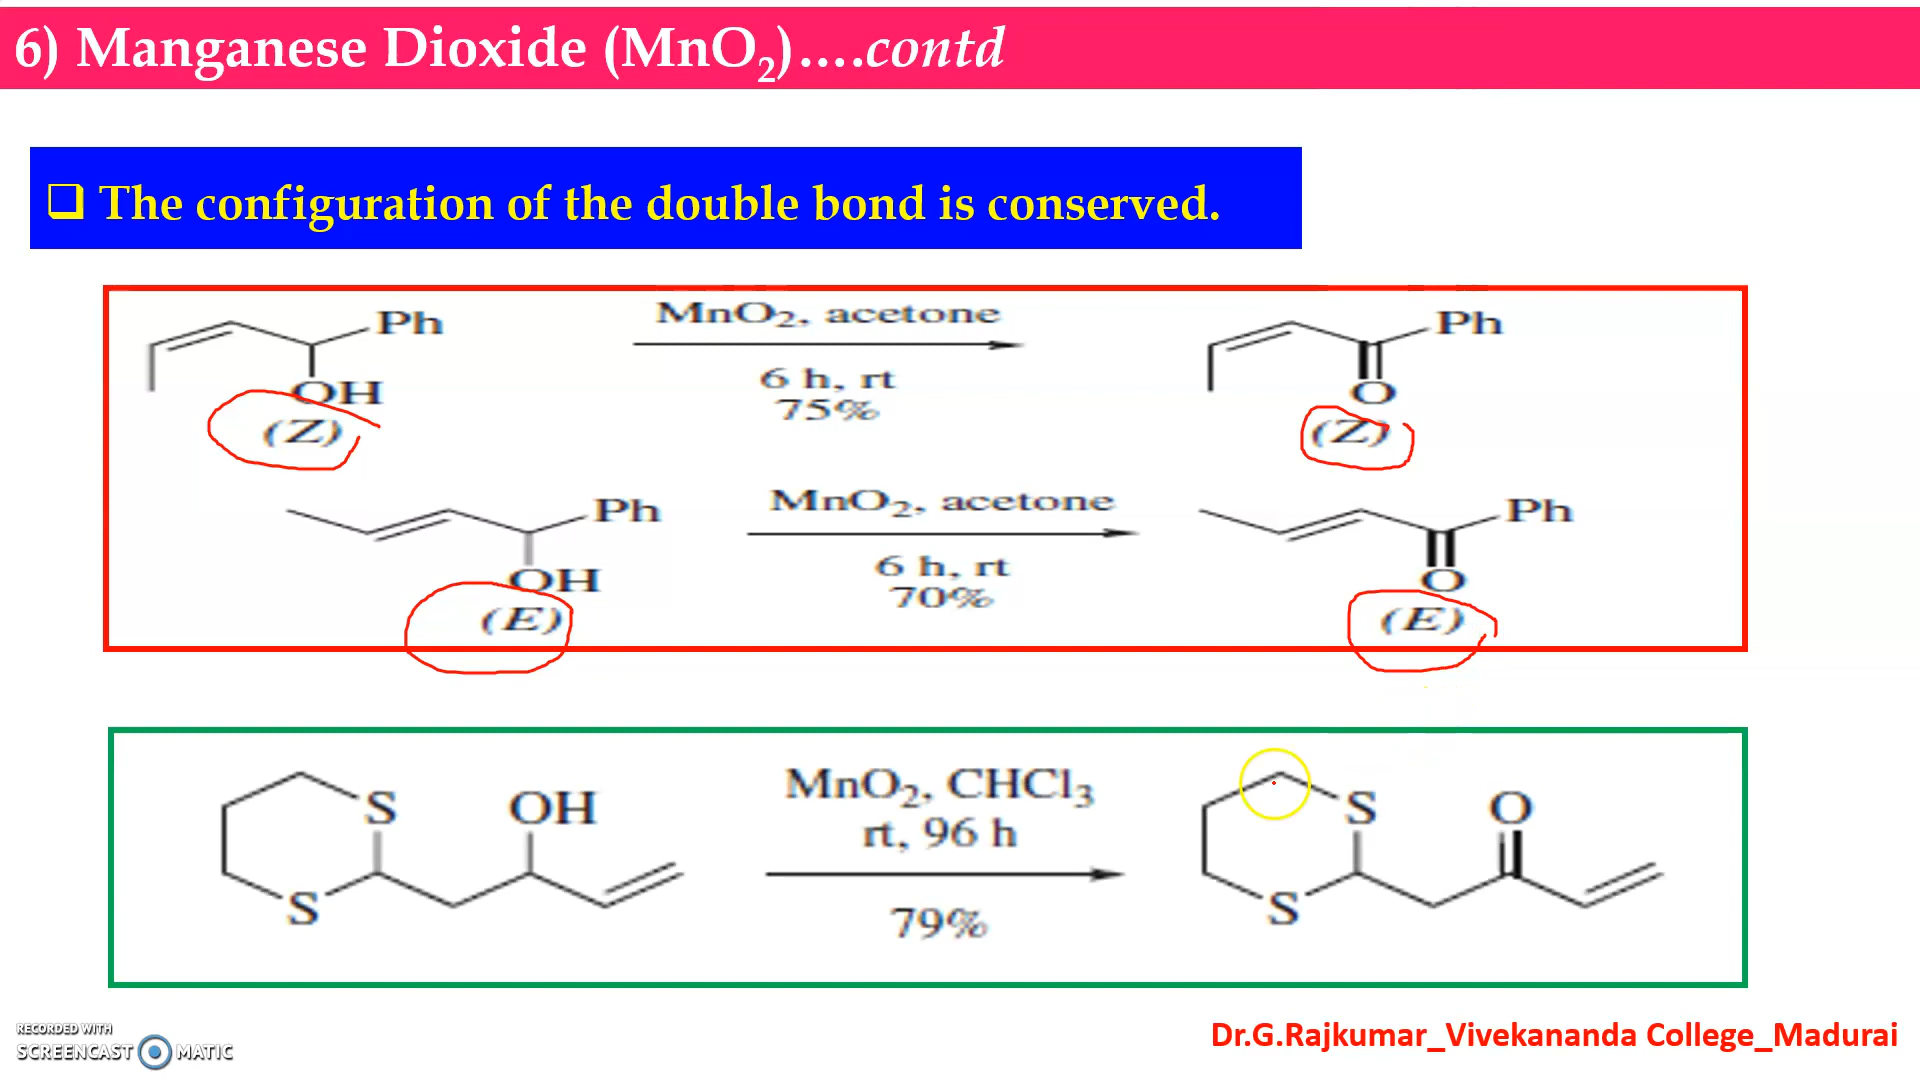 6) Manganese Dioxide (MnO₂)....contd
❑ The configuration of the double bond is conserved.
Ph
OH
(Z)
MnO₂, acetone
6 h, rt
75%
Ph
O
(Z)
Ph
OH
(E)
MnO₂, acetone
6 h, rt
70%
Ph
O
(E)
S
S
OH
MnO₂, CHCl₃
rt, 96 h
79%
S
S
O
RECORDED WITH
SCREENCAST MATIC
Dr.G.Rajkumar_Vivekananda College_Madurai